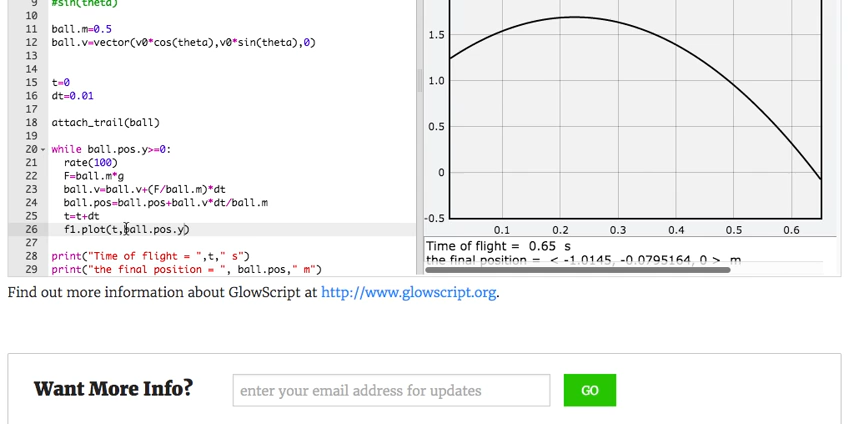 9 #sin(theta)
10
11 ball.m=0.5
12 ball.v=vector(v0*cos(theta),v0*sin(theta),0)
13
14
15 t=0
16 dt=0.01
17
18 attach_trail(ball)
19
20 while ball.pos.y>=0:
21 rate(100)
22 F=ball.m*g
23 ball.v=ball.v+(F/ball.m)*dt
24 ball.pos=ball.pos+ball.v*dt/ball.m
25 t=t+dt
26 f1.plot(t,ball.pos.y)
27
28 print("Time of flight = ",t," s")
29 print("the final position = ", ball.pos," m")
1.5
1.0
0.5
0
-0.5
0.1 0.2 0.3 0.4 0.5 0.6
Time of flight = 0.65 s
the final position = < -1.0145, -0.0795164, 0 > m
Find out more information about GlowScript at http://www.glowscript.org.
Want More Info?
enter your email address for updates
GO